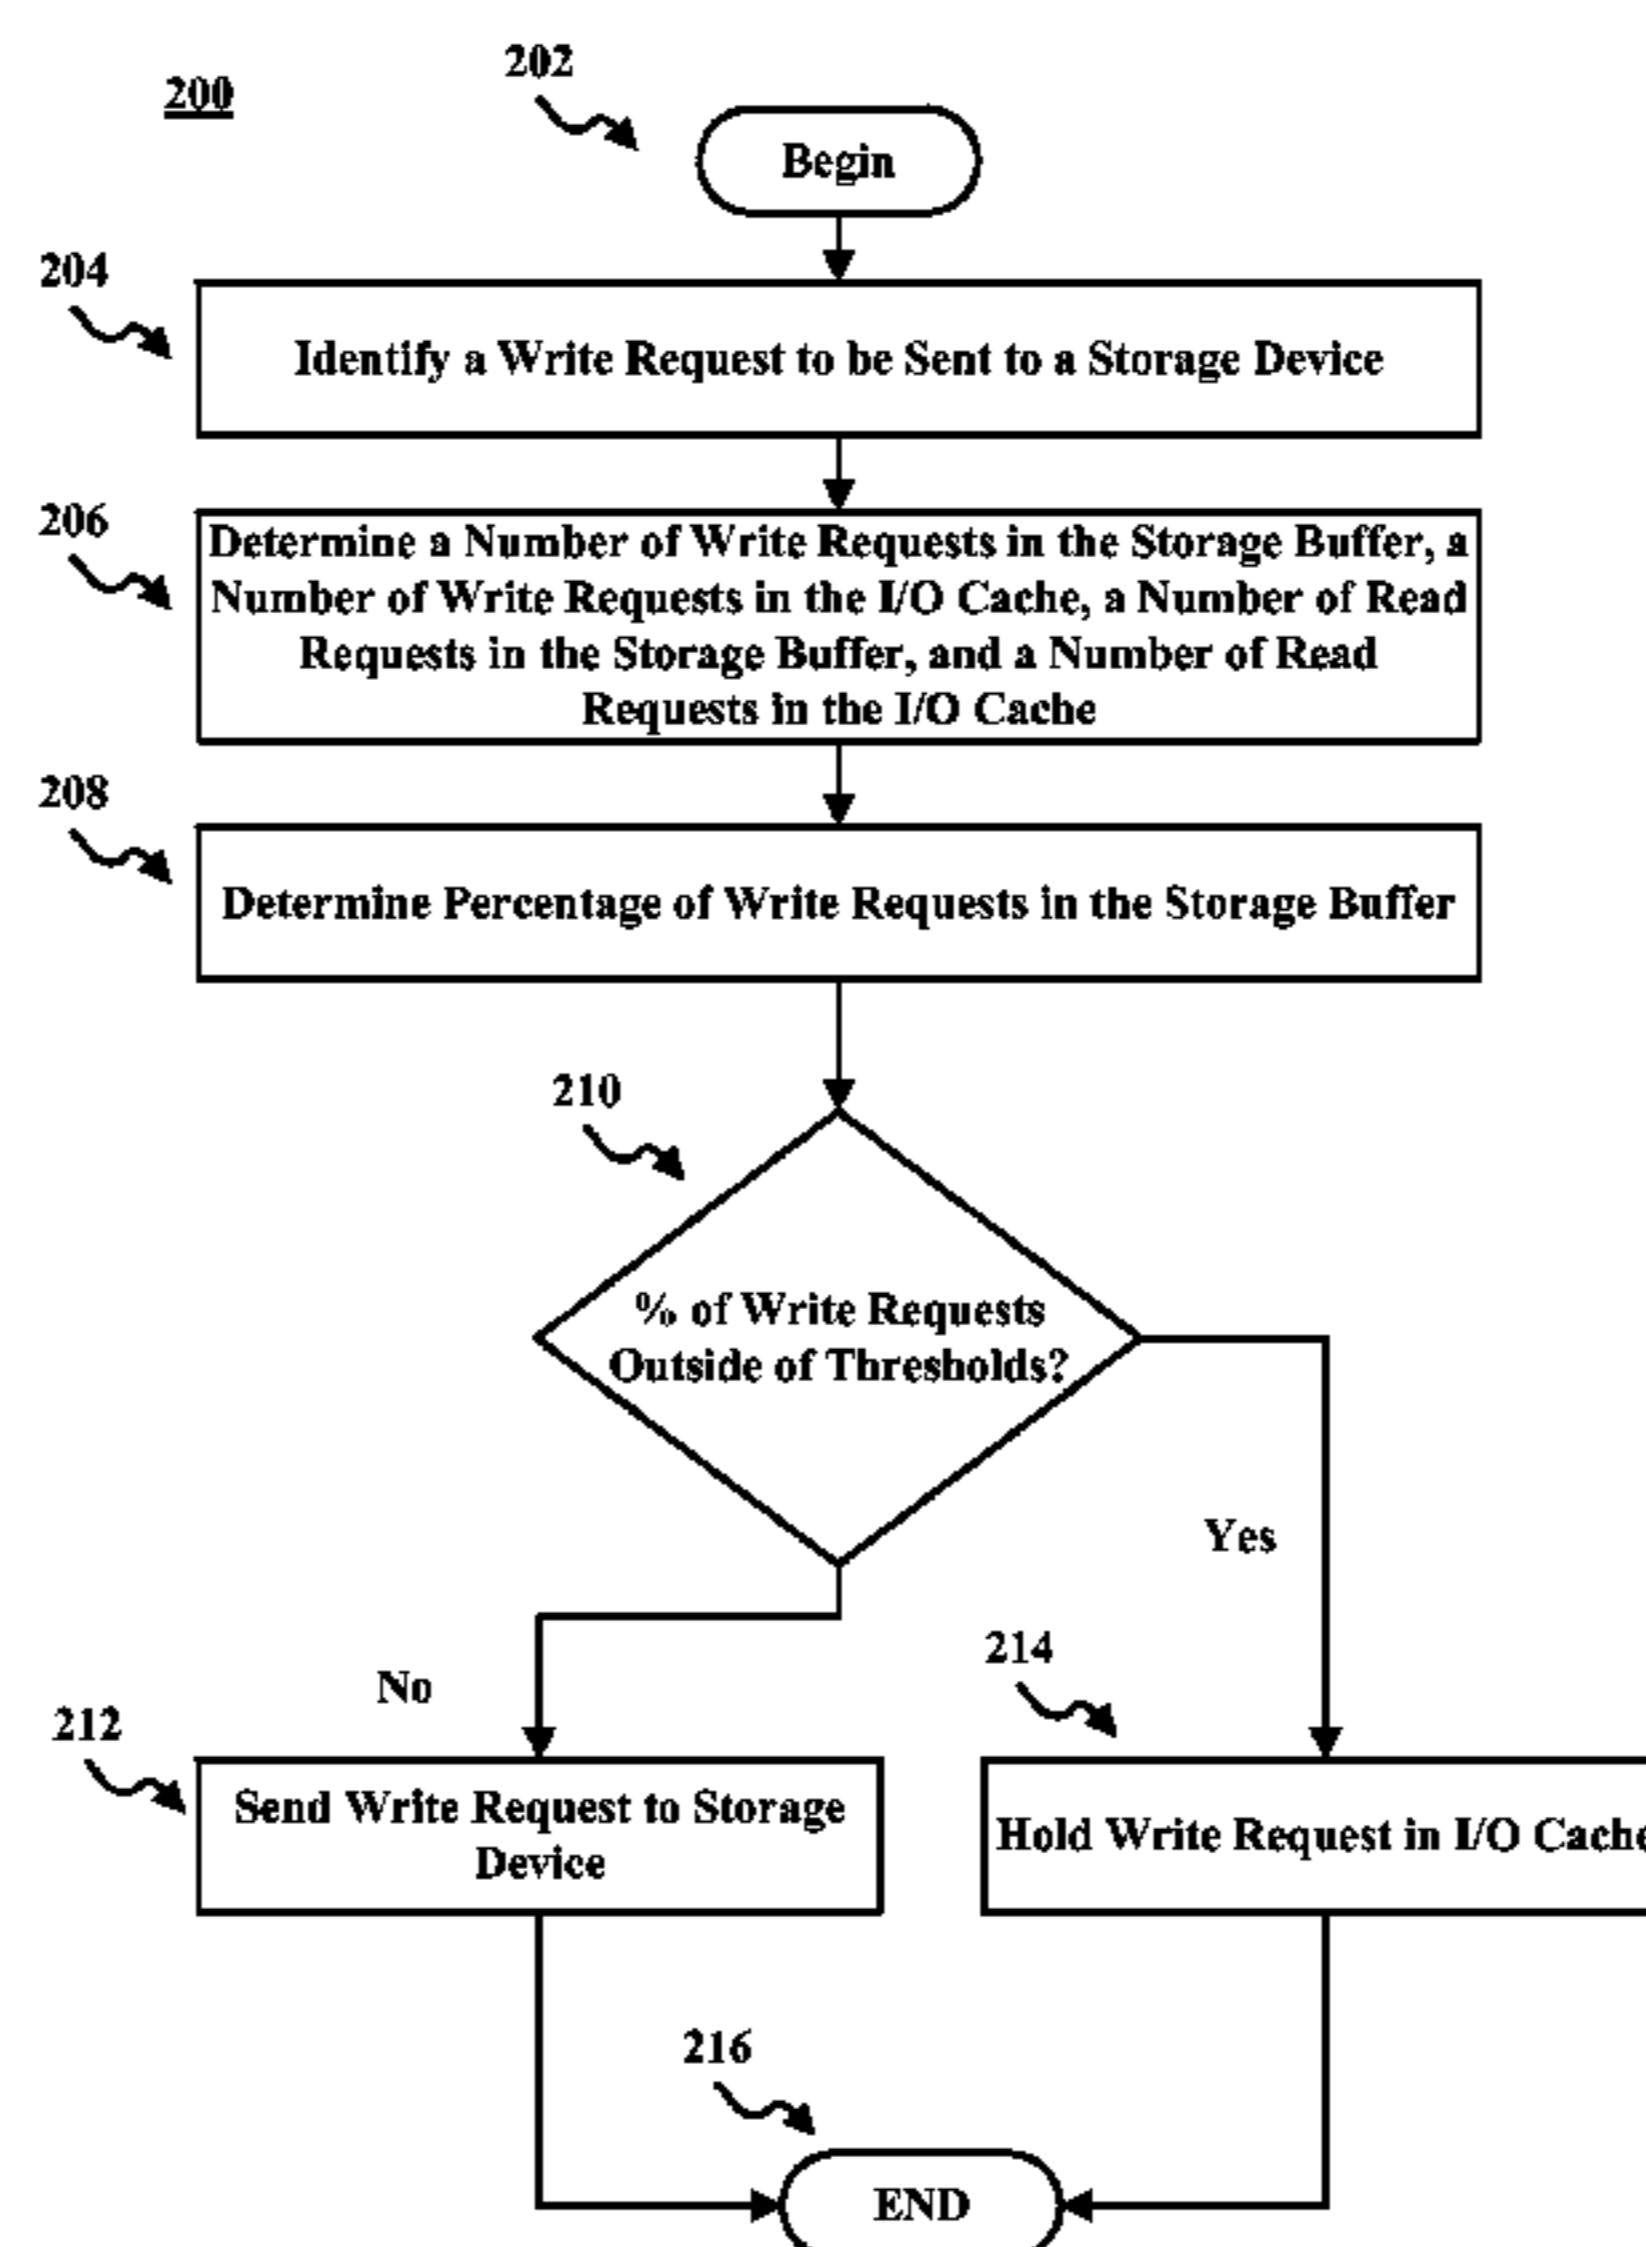 202
200
Begin
204
Identify a Write Request to be Sent to a Storage Device
206
Determine a Number of Write Requests in the Storage Buffer, a
Number of Write Requests in the I/O Cache, a Number of Read
Requests in the Storage Buffer, and a Number of Read
Requests in the I/O Cache
208
Determine Percentage of Write Requests in the Storage Buffer
210
% of Write Requests
Outside of Thresholds?
Yes
No
214
212
Send Write Request to Storage
Device
Hold Write Request in I/O Cache
216
END